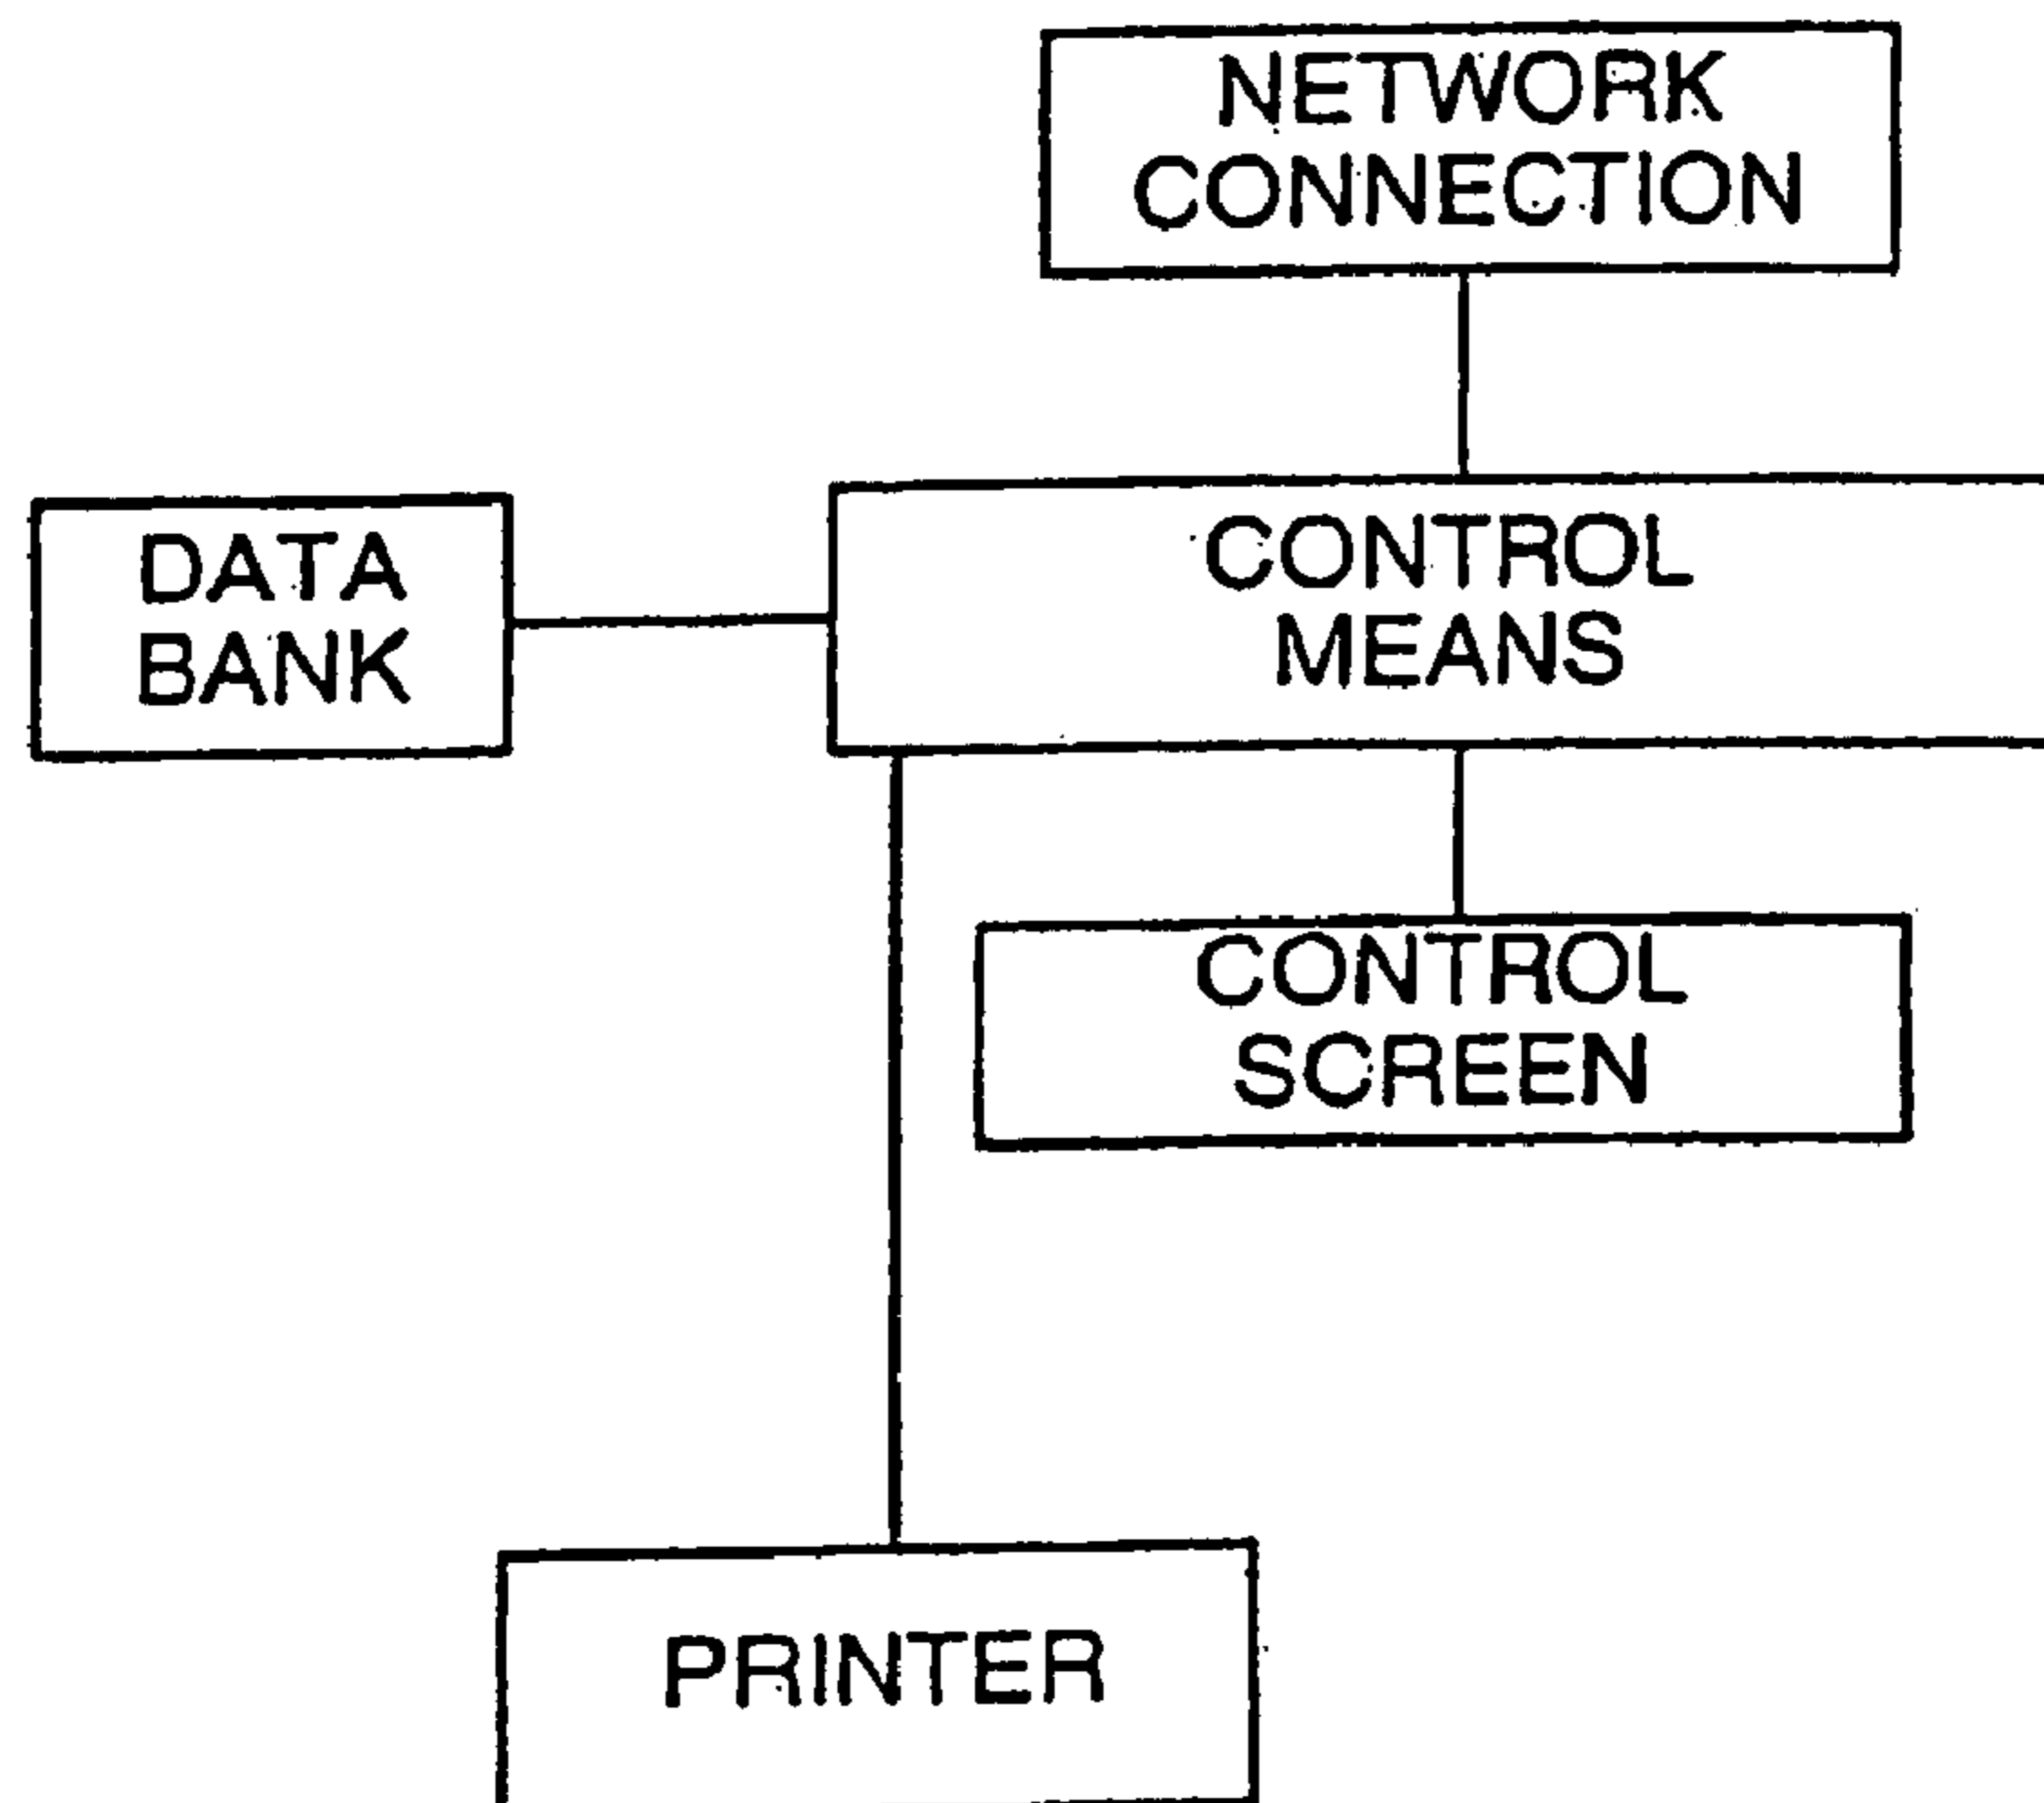 NETWORK
CONNECTION
DATA
BANK
CONTROL
MEANS
CONTROL
SCREEN
PRINTER